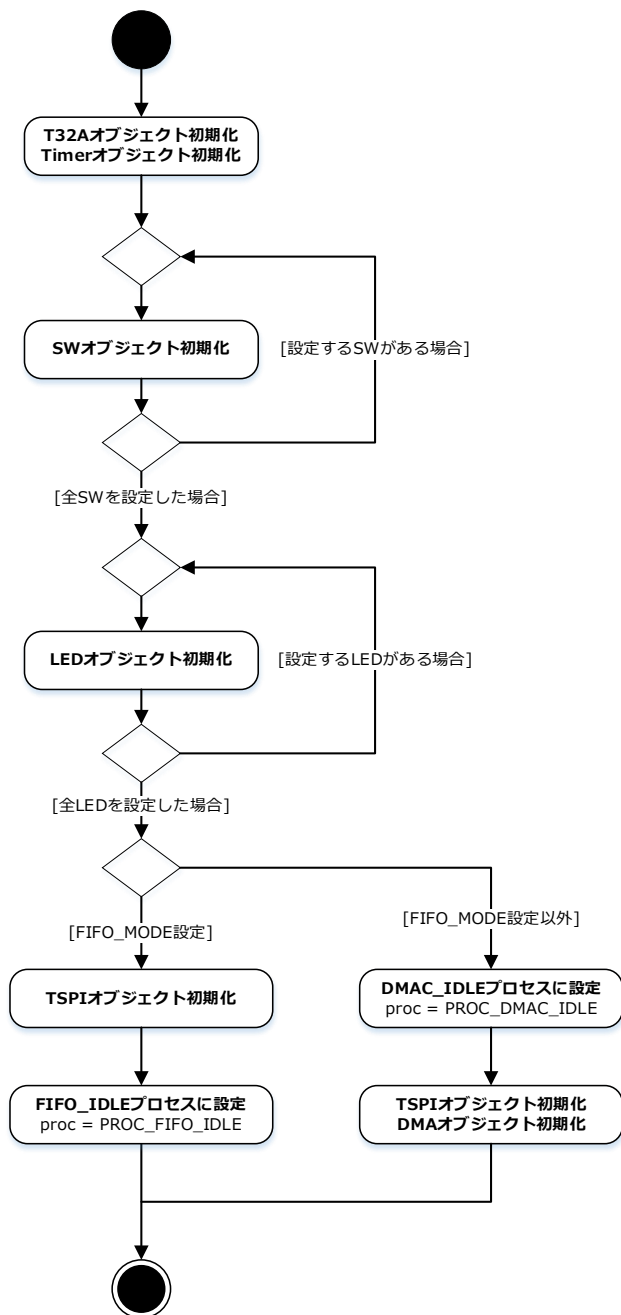 T32Aオブジェクト初期化
Timerオブジェクト初期化
SWオブジェクト初期化
[設定するSWがある場合]
[全SWを設定した場合]
LEDオブジェクト初期化
[設定するLEDがある場合]
[全LEDを設定した場合]
[FIFO_MODE設定]
[FIFO_MODE設定以外]
TSPIオブジェクト初期化
DMAC_IDLEプロセスに設定
proc = PROC_DMAC_IDLE
FIFO_IDLEプロセスに設定
proc = PROC_FIFO_IDLE
TSPIオブジェクト初期化
DMAオブジェクト初期化